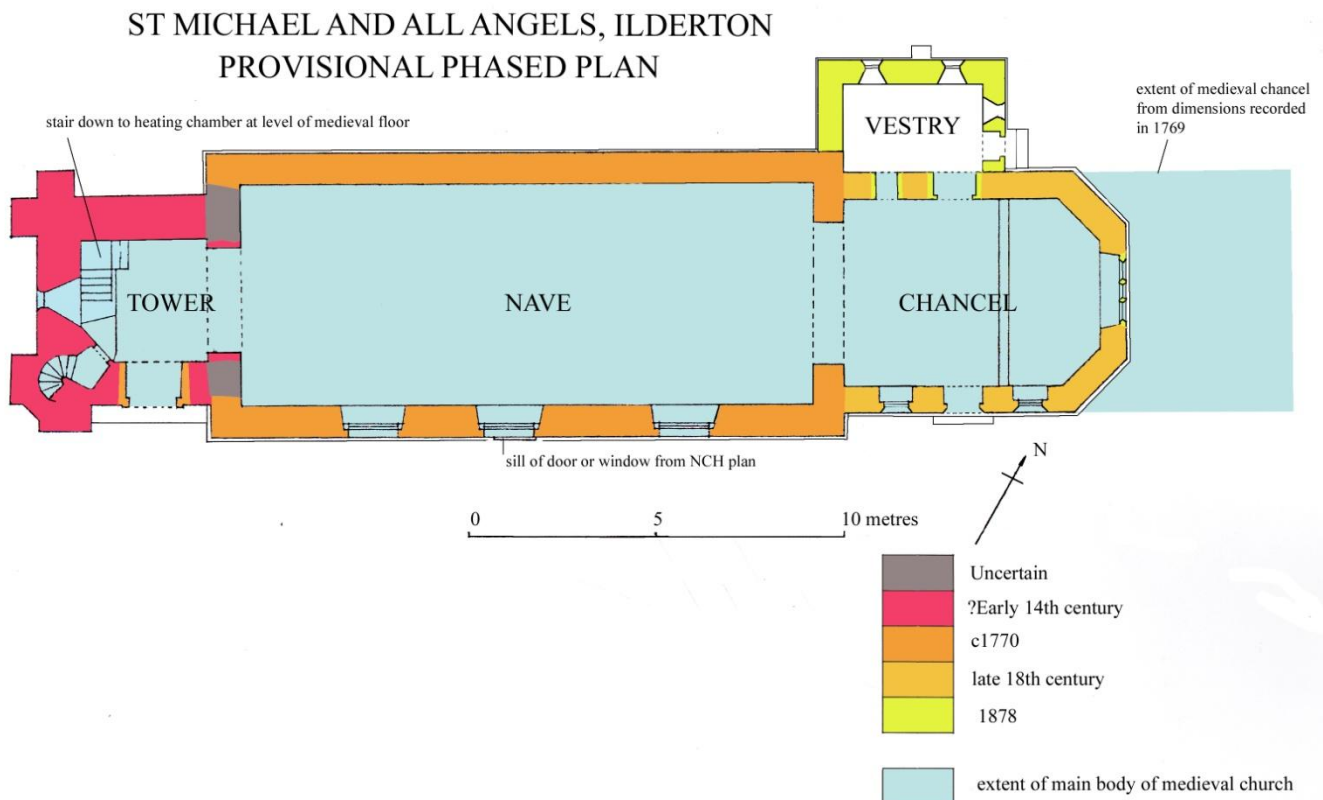 ST MICHAEL AND ALL ANGELS, ILDERTON
PROVISIONAL PHASED PLAN
stair down to heating chamber at level of medieval floor
extent of medieval chancel
from dimensions recorded
in 1769
VESTRY
TOWER
NAVE
CHANCEL
sill of door or window from NCH plan
N
0 5 10 metres
Uncertain
?Early 14th century
c1770
late 18th century
1878
extent of main body of medieval church